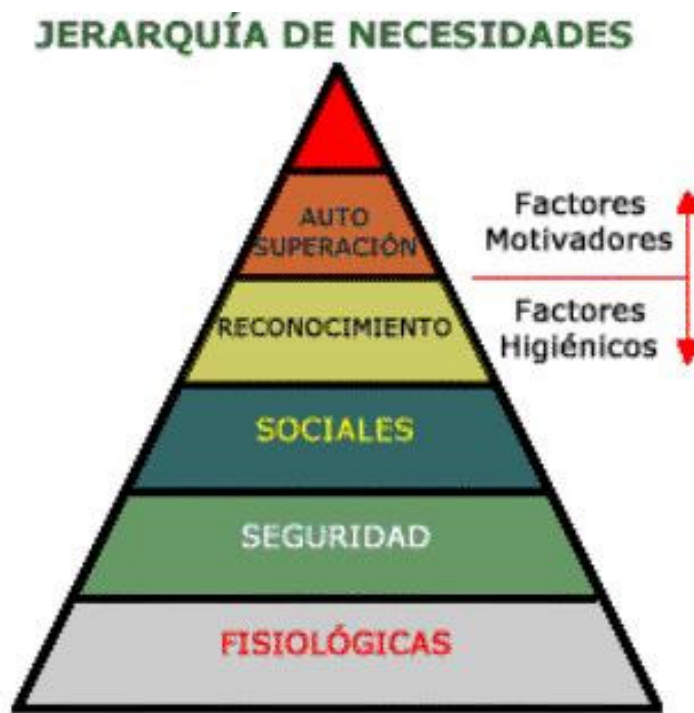 JERARQUÍA DE NECESIDADES
AUTO
SUPERACIÓN
Factores
Motivadores
RECONOCIMIENTO
Factores
Higiénicos
SOCIALES
SEGURIDAD
FISIOLÓGICAS